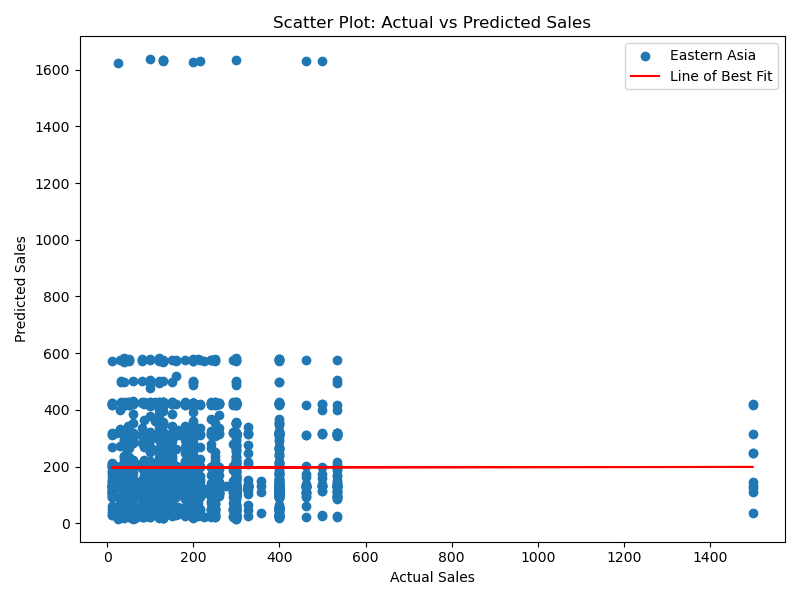 Scatter Plot: Actual vs Predicted Sales
Eastern Asia
Line of Best Fit
Predicted Sales
1600
1400
1200
1000
800
600
400
200
0
0 200 400 600 800 1000 1200 1400
Actual Sales